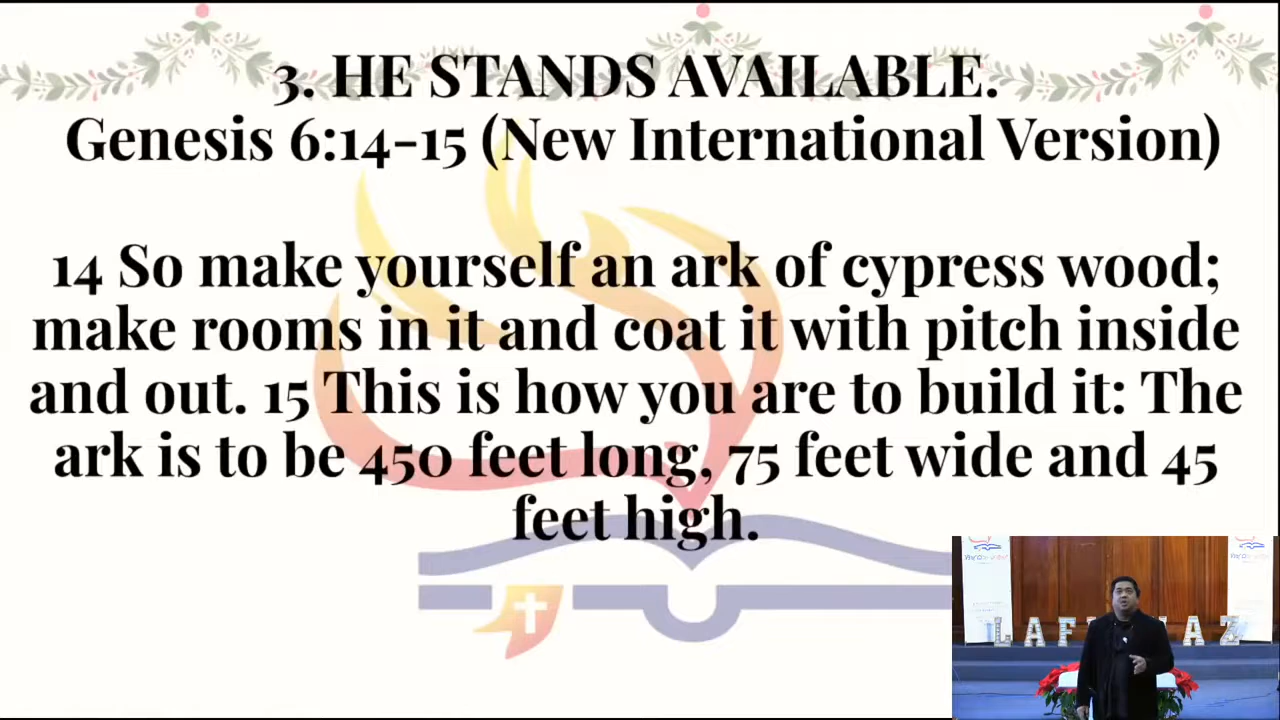 3. HE STANDS AVAILABLE.
Genesis 6:14-15 (New International Version)
14 So make yourself an ark of cypress wood;
make rooms in it and coat it with pitch inside
and out. 15 This is how you are to build it: The
ark is to be 450 feet long, 75 feet wide and 45
feet high.